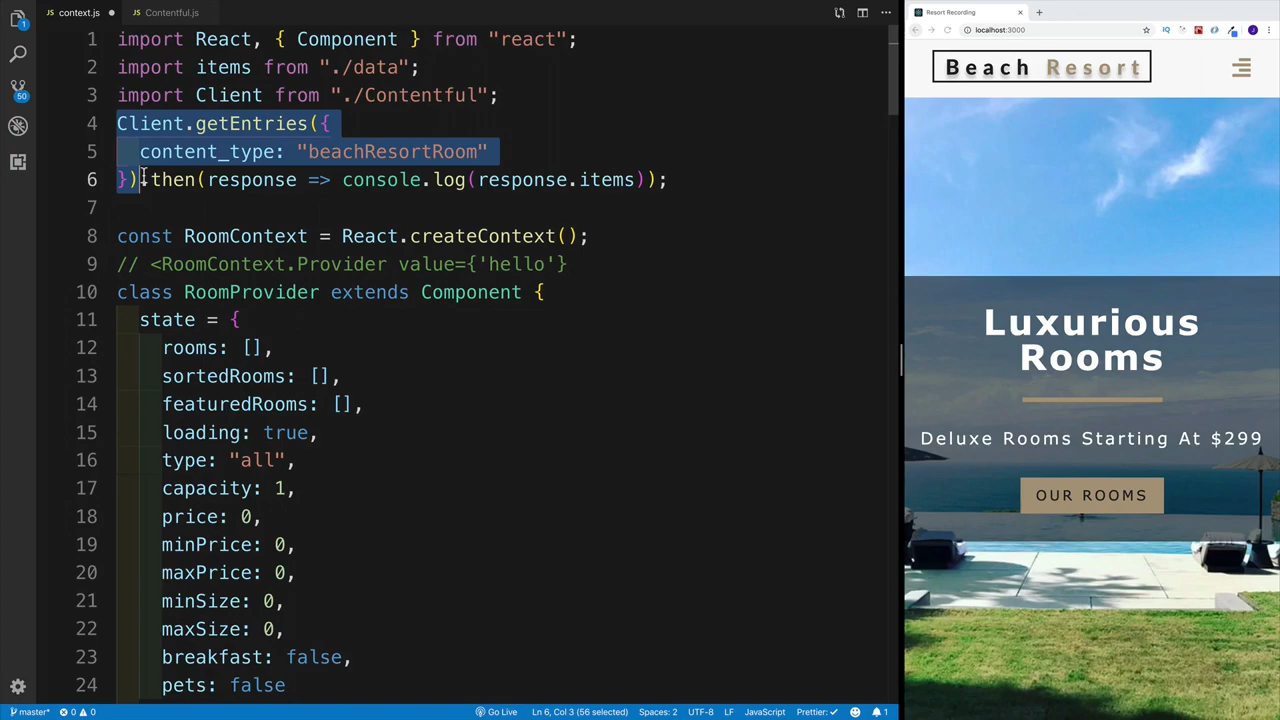 context.js
Contentful.js
1 import React, { Component } from "react";
2 import items from "./data";
3 import Client from "./Contentful";
4 Client.getEntries({
5 content_type: "beachResortRoom"
6 }).then(response => console.log(response.items));
7
8 const RoomContext = React.createContext();
9 // <RoomContext.Provider value={'hello'}
10 class RoomProvider extends Component {
11 state = {
12 rooms: [],
13 sortedRooms: [],
14 featuredRooms: [],
15 loading: true,
16 type: "all",
17 capacity: 1,
18 price: 0,
19 minPrice: 0,
20 maxPrice: 0,
21 minSize: 0,
22 maxSize: 0,
23 breakfast: false,
24 pets: false
1
50
master*
0
0
Go Live
Ln 6, Col 3 (56 selected)
Spaces: 2
UTF-8
LF
JavaScript
Prettier: ✓
1
Resort Recording
localhost:3000
IQ
J
Beach Resort
Luxurious
Rooms
Deluxe Rooms Starting At $299
OUR ROOMS